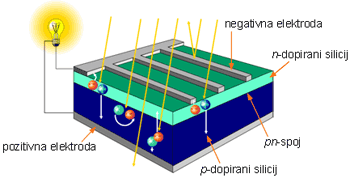 negativna elektroda
n-dopirani silicij
pn-spoj
pozitivna elektroda
p-dopirani silicij